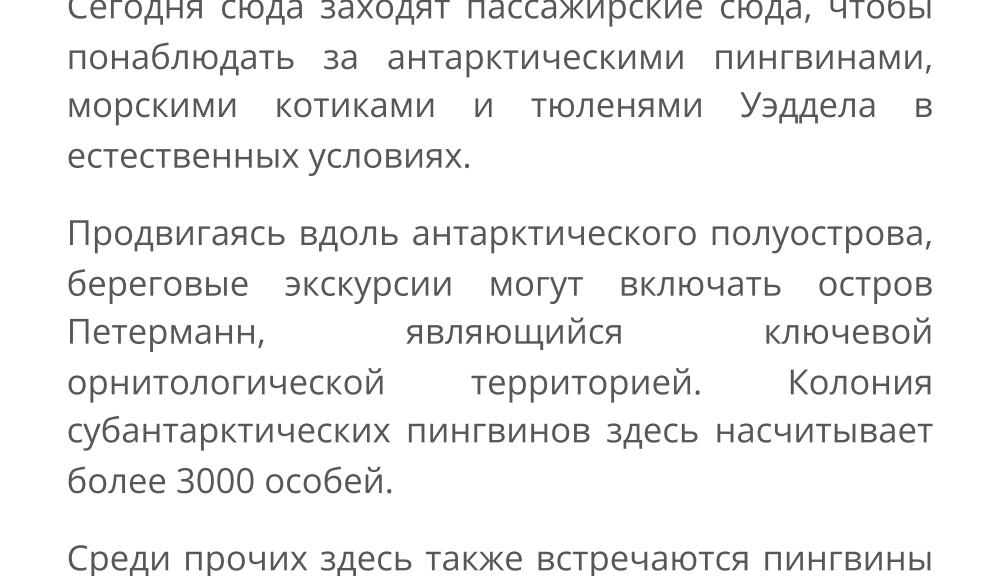 Сегодня сюда заходят пассажирские сюда, чтобы
понаблюдать за антарктическими пингвинами,
морскими котиками и тюленями Уэддела в
естественных условиях.
Продвигаясь вдоль антарктического полуострова,
береговые экскурсии могут включать остров
Петерманн, являющийся ключевой
орнитологической территорией. Колония
субантарктических пингвинов здесь насчитывает
более 3000 особей.
Среди прочих здесь также встречаются пингвины